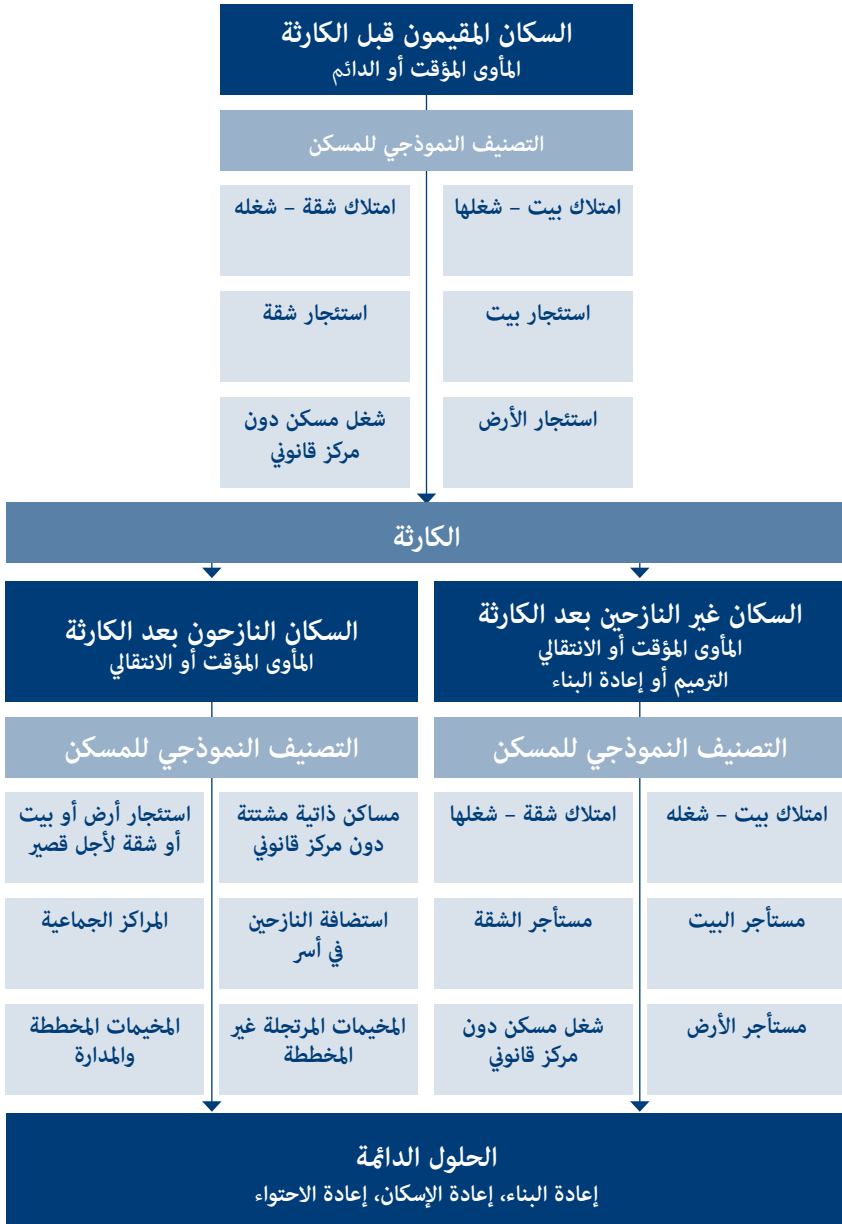 السكان المقيمون قبل الكارثة
المأوى المؤقت أو الدائم
التصنيف النموذجي للمسكن
امتلاك بيت – شغلها
امتلاك شقة – شغله
استئجار بيت
استئجار شقة
استئجار الأرض
شغل مسكن دون
مركز قانوني
الكارثة
السكان غير النازحين بعد الكارثة
المأوى المؤقت أو الانتقالي
الترميم أو إعادة البناء
التصنيف النموذجي للمسكن
امتلاك بيت – شغله
امتلاك شقة – شغلها
مستأجر البيت
مستأجر الشقة
مستأجر الأرض
شغل مسكن دون
مركز قانوني
السكان النازحون بعد الكارثة
المأوى المؤقت أو الانتقالي
التصنيف النموذجي للمسكن
مساكن ذاتية مشتتة
دون مركز قانوني
استئجار أرض أو بيت
أو شقة لأجل قصير
استضافة النازحين
في أسر
المراكز الجماعية
المخيمات المرتجلة غير
المخططة
المخيمات المخططة
والمدارة
الحلول الدائمة
إعادة البناء، إعادة الإسكان، إعادة الاحتواء